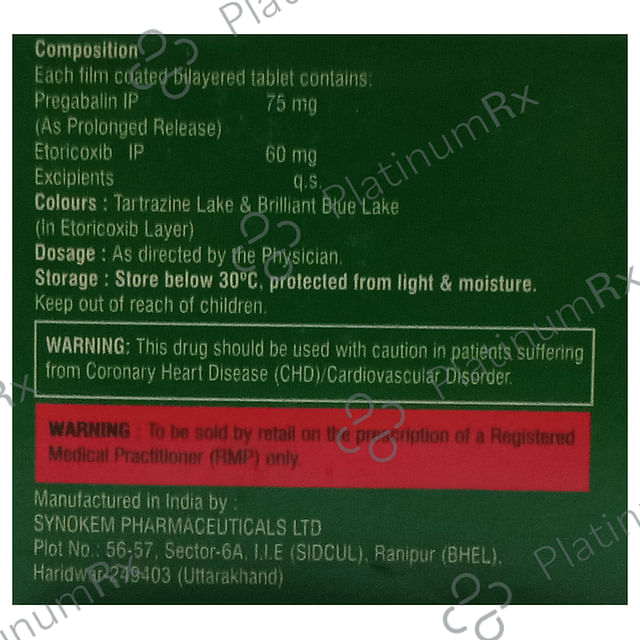 Composition
Each film coated bilayered tablet contains:
Pregabalin IP 75 mg
(As Prolonged Release)
Etoricoxib IP 60 mg
Excipients q.s.
Colours : Tartrazine Lake & Brilliant Blue Lake
(In Etoricoxib Layer)
Dosage : As directed by the Physician.
Storage : Store below 30°C, protected from light & moisture.
Keep out of reach of children.
WARNING: This drug should be used with caution in patients suffering
from Coronary Heart Disease (CHD)/Cardiovascular Disorder.
WARNING : To be sold by retail on the prescription of a Registered
Medical Practitioner (RMP) only.
Manufactured in India by :
SYNOKEM PHARMACEUTICALS LTD
Plot No.: 56-57, Sector-6A, I.I.E (SIDCUL), Ranipur (BHEL),
Haridwar-249403 (Uttarakhand)
PlatinumRx
PlatinumRx
PlatinumRx